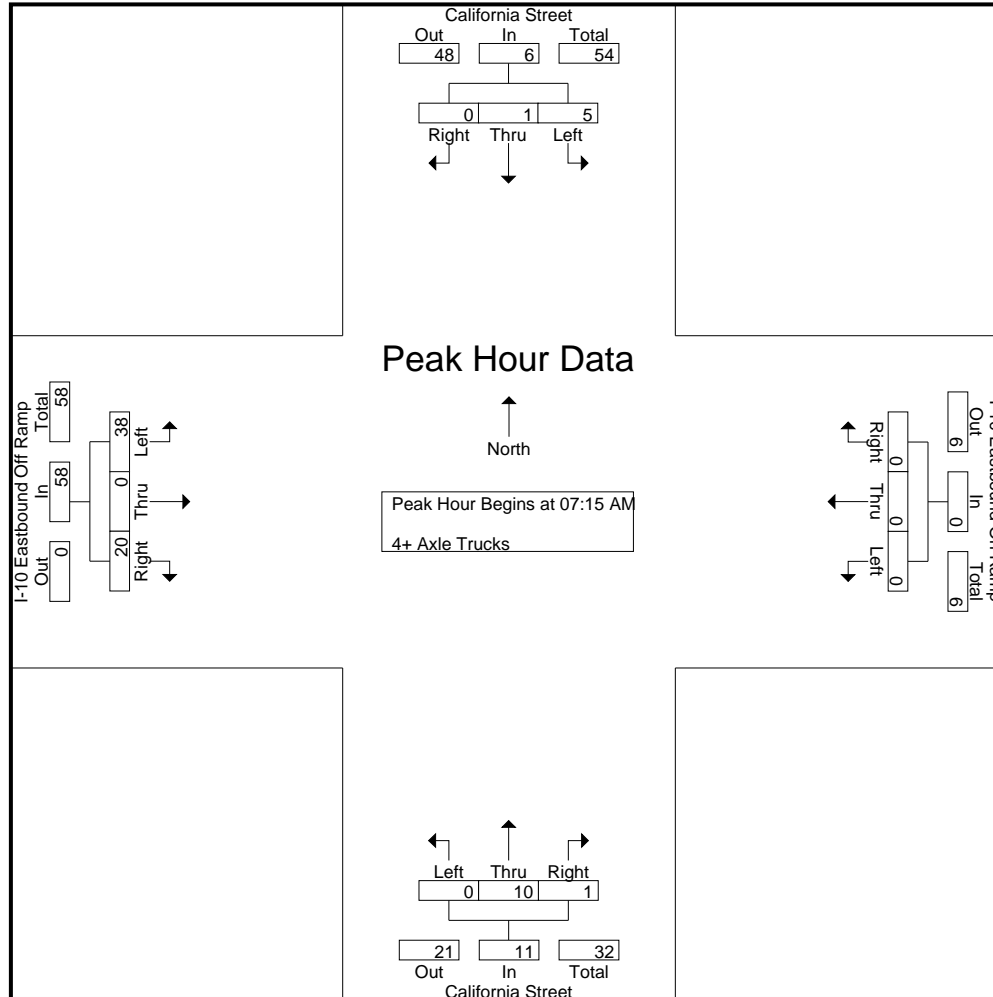 California Street
Out In Total
48 6 54
0 1 5
Right Thru Left
Peak Hour Data
North
Peak Hour Begins at 07:15 AM
4+ Axle Trucks
I-10 Eastbound Off Ramp
Total In Out
58 58 0
38 0 20
Left Thru Right
Out In Total
6 0 6
0 0 0
Right Thru Left
Left Thru Right
0 10 1
21 11 32
Out In Total
California Street